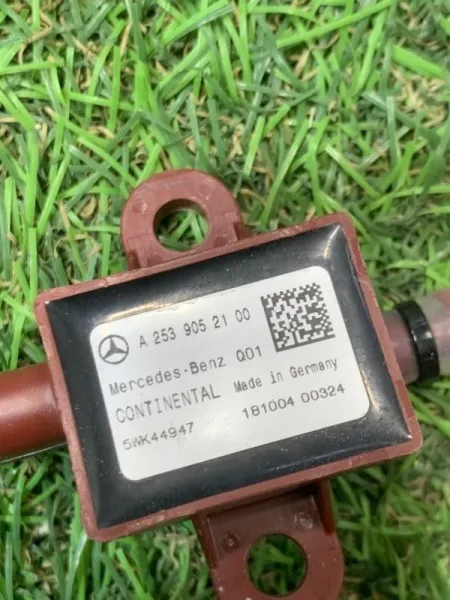 A 253 905 21 00
Mercedes-Benz Q01
CONTINENTAL Made in Germany
5WK44947 181004 00324